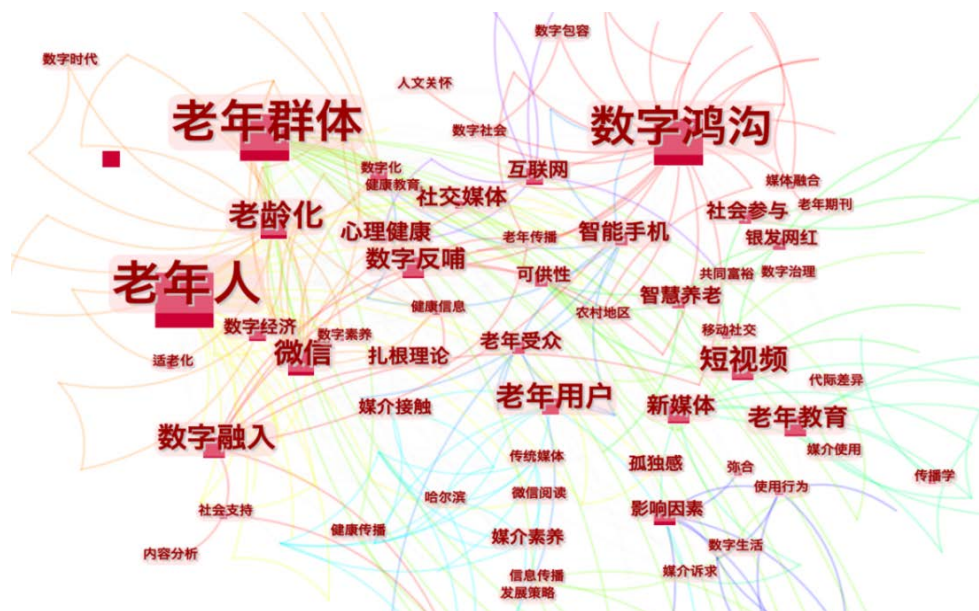 数字包容
数字时代
人文关怀
老年群体
数字鸿沟
数字社会
数字化
互联网
健康教育
社交媒体
媒体融合
老年期刊
老龄化
社会参与
心理健康
智能手机
老年传播
银发网红
数字反哺
可供性
共同富裕
数字治理
老年人
智慧养老
健康信息
农村地区
数字经济
数字素养
移动社交
老年受众
微信
扎根理论
适老化
短视频
代际差异
老年用户
媒介接触
新媒体
老年教育
数字融入
媒介使用
传统媒体
孤独感
弥合
传播学
使用行为
哈尔滨
微信阅读
社会支持
影响因素
健康传播
媒介素养
数字生活
内容分析
信息传播
媒介诉求
发展策略